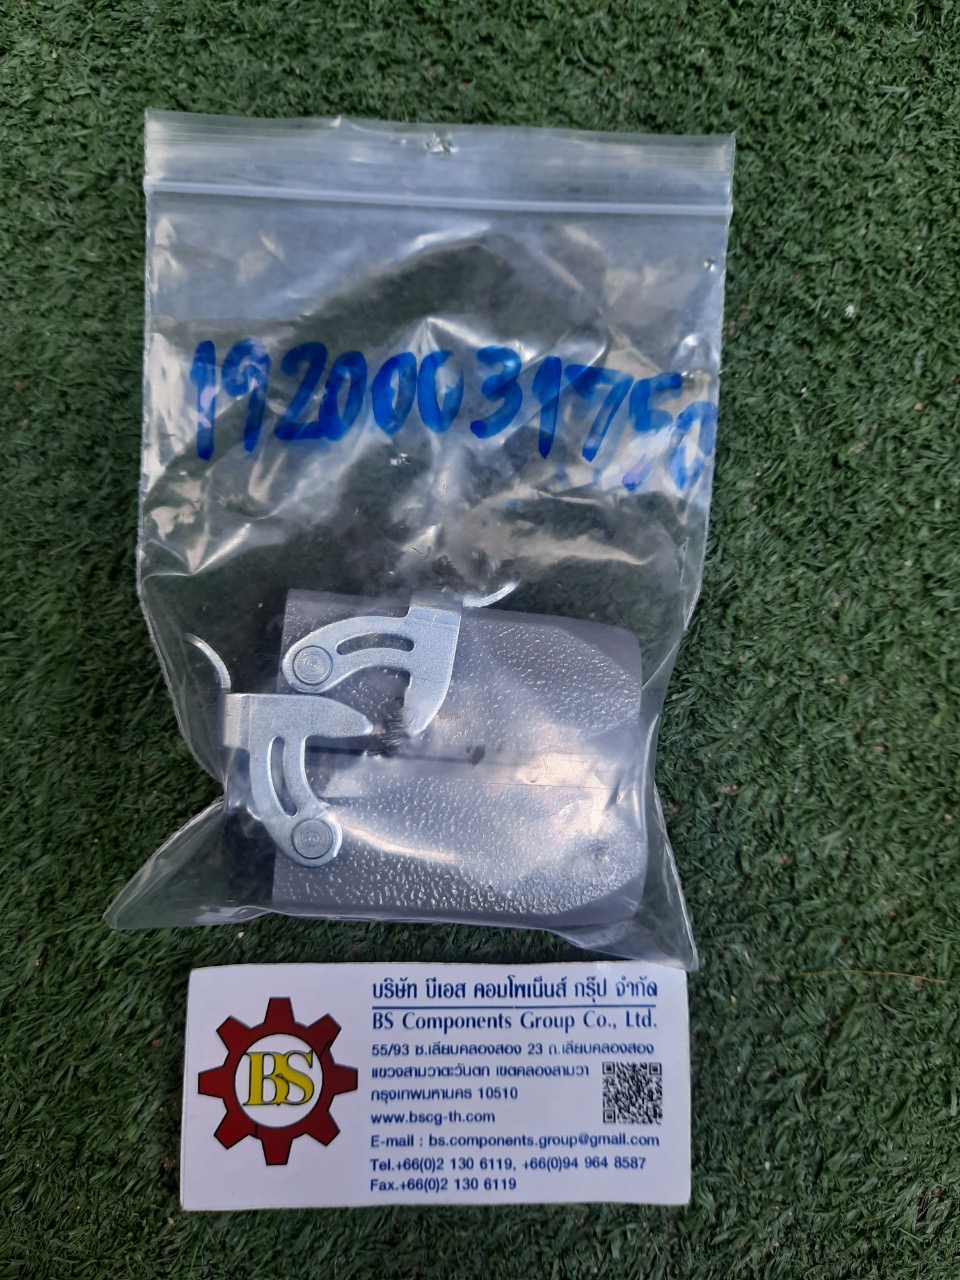 19200031750
บริษัท บีเอส คอมโพเน็นส์ กรุ๊ป จำกัด
BS Components Group Co., Ltd.
55/93 ซ.เลียบคลองสอง 23 ถ.เลียบคลองสอง
แขวงสามวาตะวันตก เขตคลองสามวา
กรุงเทพมหานคร 10510
www.bscg-th.com
E-mail : bs.components.group@gmail.com
Tel.+66(0)2 130 6119, +66(0)94 964 8587
Fax.+66(0)2 130 6119
BS